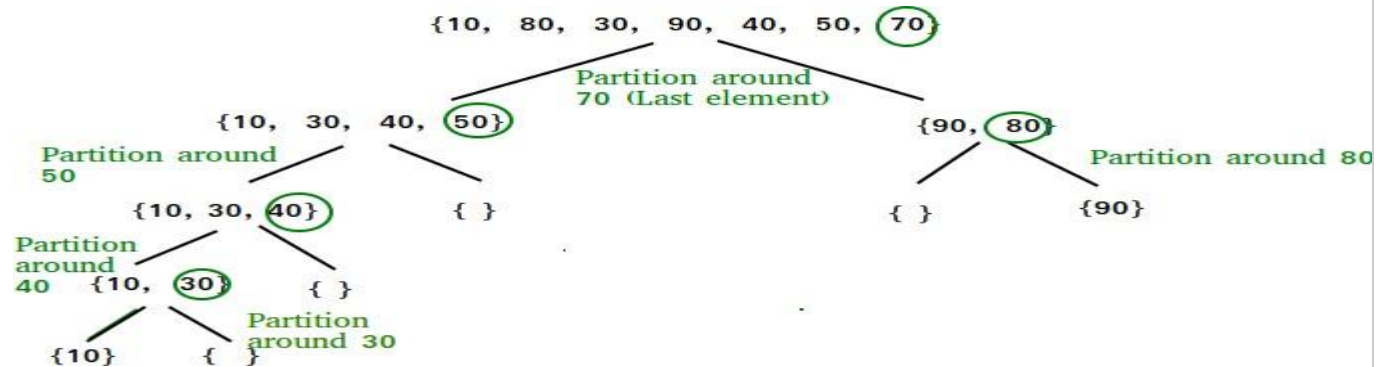 {10, 80, 30, 90, 40, 50, 70}
Partition around
70 (Last element)
{10, 30, 40, 50}
{90, 80}
Partition around
50
Partition around 80
{10, 30, 40}
{ }
{ }
{90}
Partition
around
40
{10, 30}
{ }
Partition
around 30
{10}
{ }